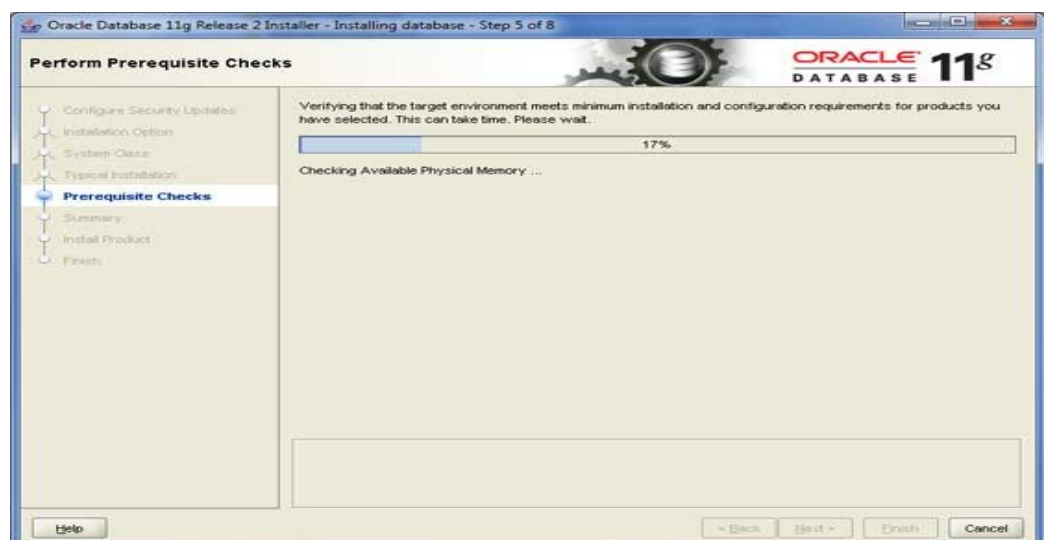 Oracle Database 11g Release 2 Installer - Installing database - Step 5 of 8
Perform Prerequisite Checks
ORACLE 11g
DATABASE
Configure Security Updates
Installation Option
System Class
Typical Installation
Prerequisite Checks
Summary
Install Product
Finish
Verifying that the target environment meets minimum installation and configuration requirements for products you
have selected. This can take time. Please wait.
17%
Checking Available Physical Memory ...
Help
< Back
Next >
Finish
Cancel